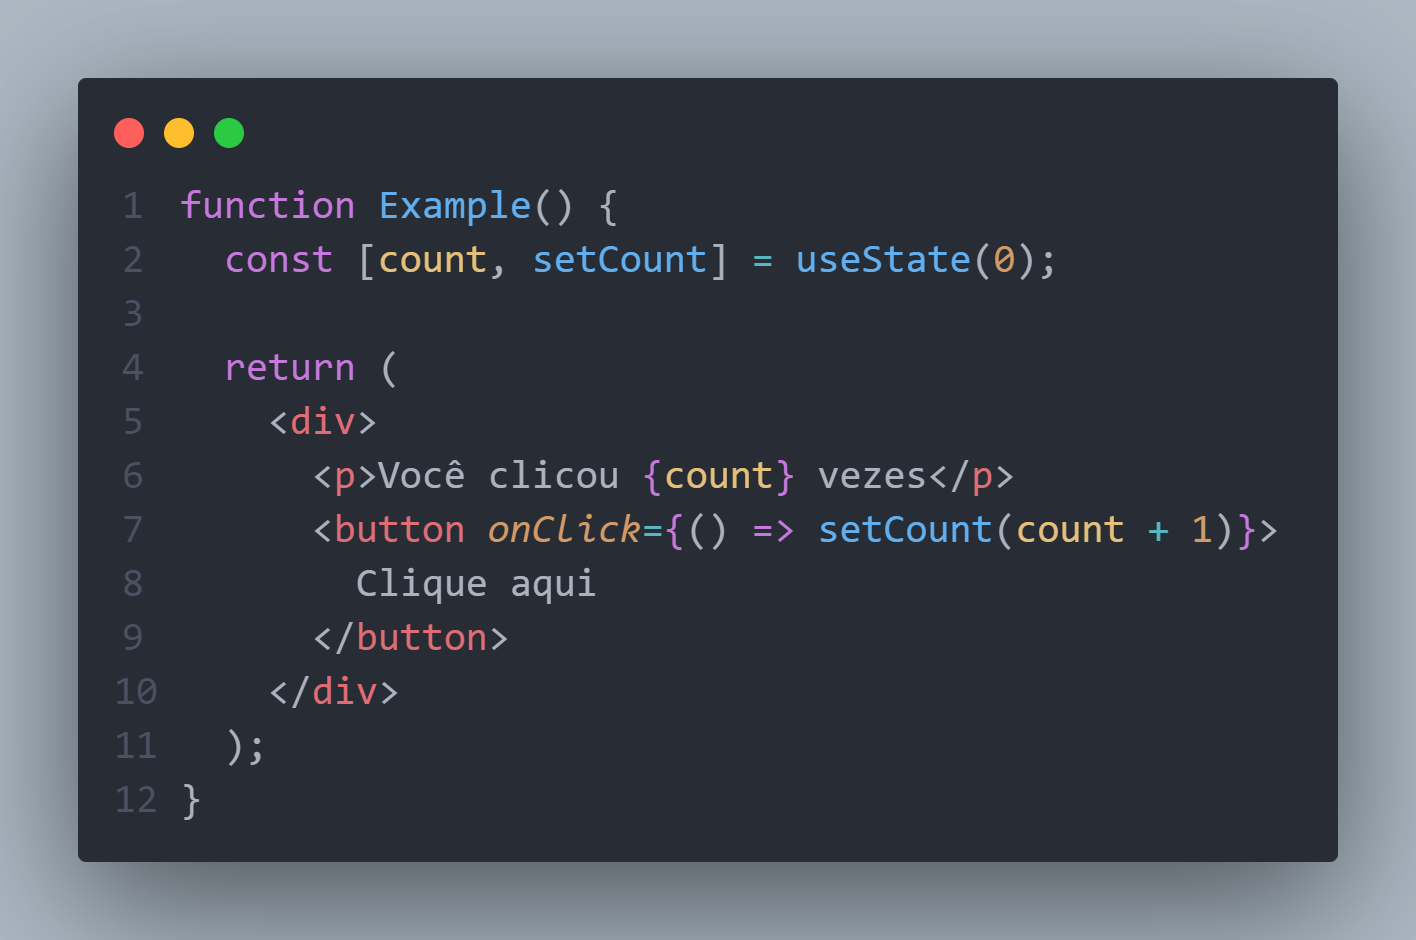 1 function Example() {
2   const [count, setCount] = useState(0);
3
4   return (
5     <div>
6       <p>Você clicou {count} vezes</p>
7       <button onClick={() => setCount(count + 1)}>
8         Clique aqui
9       </button>
10     </div>
11   );
12 }